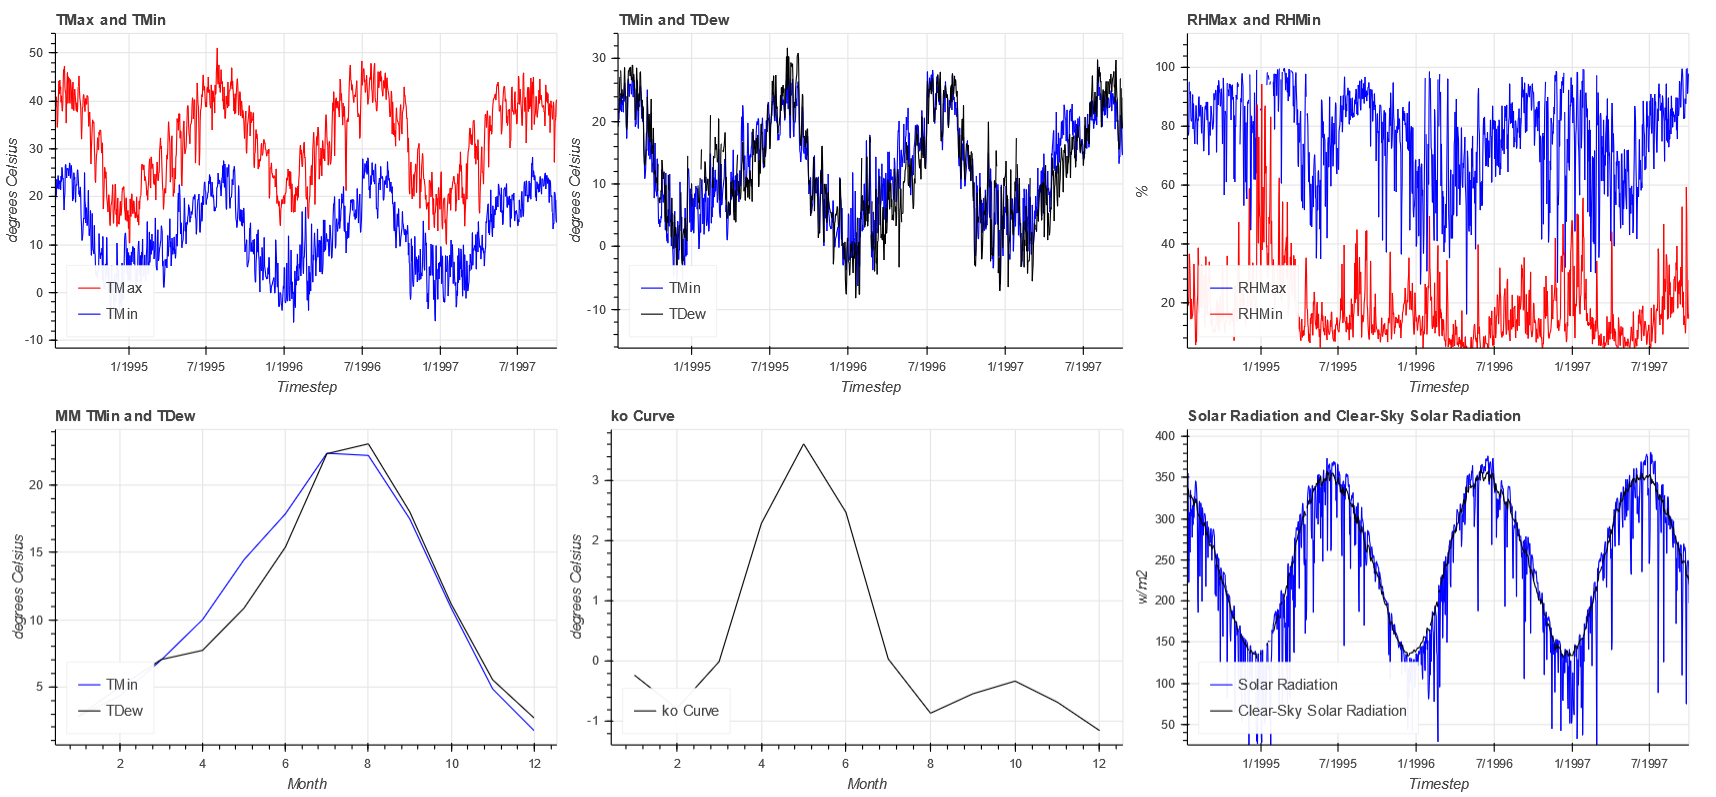 TMax and TMin
degrees Celsius
50
40
30
20
10
0
-10
TMax
TMin
1/1995
7/1995
1/1996
7/1996
1/1997
7/1997
Timestep
TMin and TDew
degrees Celsius
30
20
10
0
-10
TMin
TDew
1/1995
7/1995
1/1996
7/1996
1/1997
7/1997
Timestep
RHMax and RHMin
%
100
80
60
40
20
RHMax
RHMin
1/1995
7/1995
1/1996
7/1996
1/1997
7/1997
Timestep
MM TMin and TDew
degrees Celsius
20
15
10
5
TMin
TDew
2
4
6
8
10
12
Month
ko Curve
degrees Celsius
3
2
1
0
-1
ko Curve
2
4
6
8
10
12
Month
Solar Radiation and Clear-Sky Solar Radiation
w/m2
400
350
300
250
200
150
100
50
Solar Radiation
Clear-Sky Solar Radiation
1/1995
7/1995
1/1996
7/1996
1/1997
7/1997
Timestep